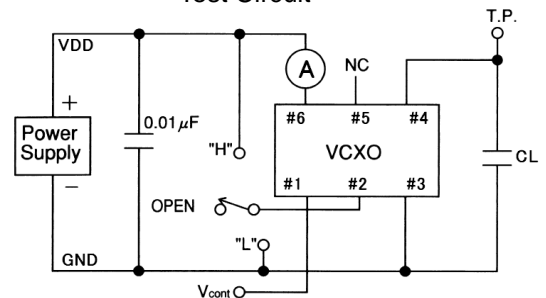 Test Circuit
T.P.
VDD
A
NC
+
0.01μF
#6
#5
#4
Power
Supply
"H"
VCXO
CL
−
#1
#2
#3
OPEN
"L"
GND
Vcont